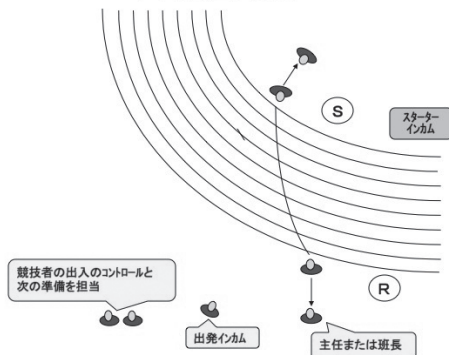 S
スターター
インカム
R
競技者の出入のコントロールと
次の準備を担当
出発インカム
主任または班長